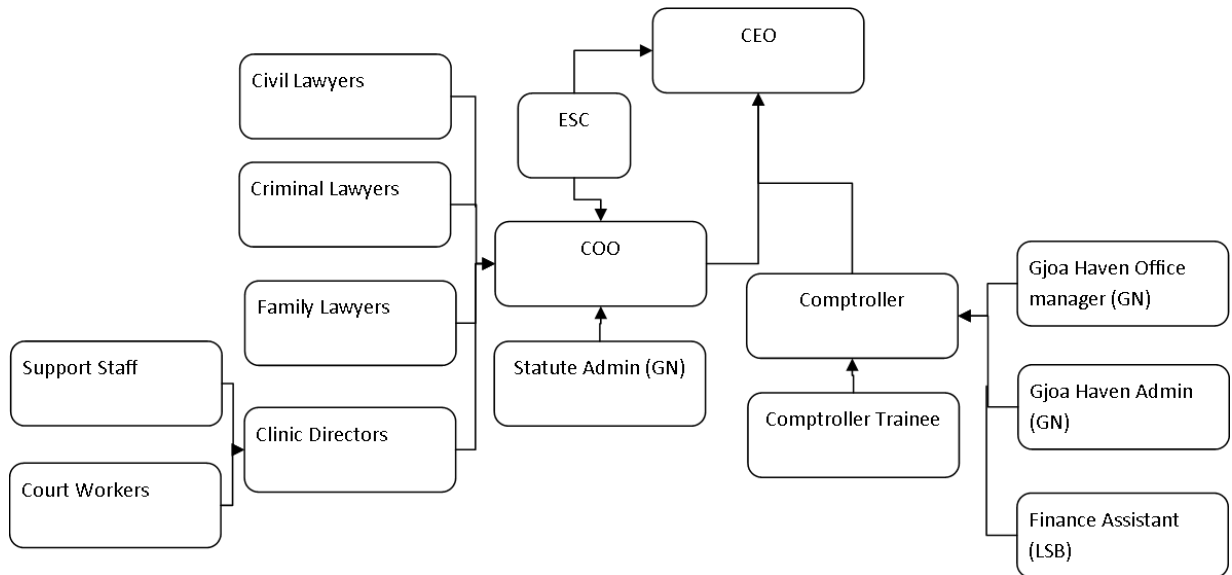 CEO
Civil Lawyers
ESC
Criminal Lawyers
COO
Gjoa Haven Office
manager (GN)
Comptroller
Family Lawyers
Support Staff
Statute Admin (GN)
Gjoa Haven Admin
(GN)
Comptroller Trainee
Clinic Directors
Court Workers
Finance Assistant
(LSB)